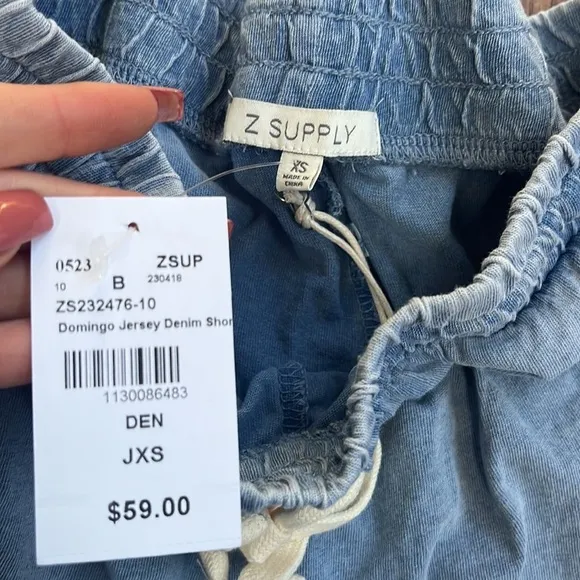 Z SUPPLY
XS
MADE IN
CHINA
0523 ZSUP
10 B 230418
ZS232476-10
Domingo Jersey Denim Shor
1130086483
DEN
JXS
$59.00